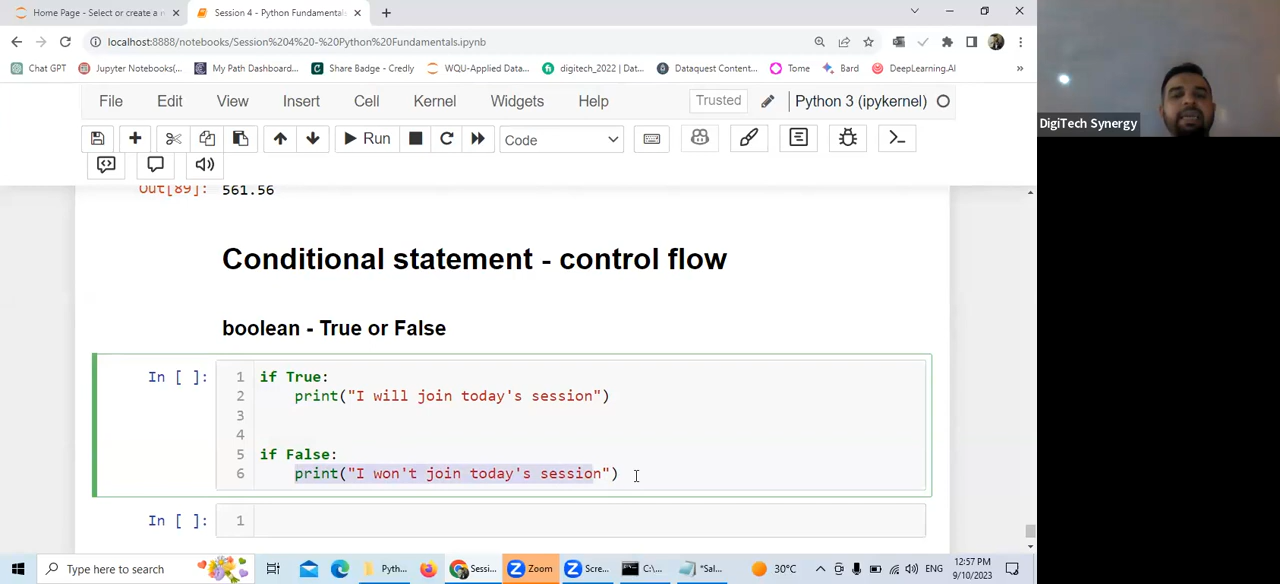 Home Page - Select or create a n
Session 4 - Python Fundamentals.
localhost:8888/notebooks/Session%204%20-%20Python%20Fundamentals.ipynb
Chat GPT
Jupyter Notebooks(...
My Path Dashboard...
Share Badge - Credly
WQU-Applied Data...
digitech_2022 | Dat...
Dataquest Content...
Tome
Bard
DeepLearning.AI
»
File Edit View Insert Cell Kernel Widgets Help Trusted Python 3 (ipykernel)
Run Code
DigiTech Synergy
Out[89]: 561.56
Conditional statement - control flow
boolean - True or False
In [ ]: 1 if True:
2 print("I will join today's session")
3
4
5 if False:
6 print("I won't join today's session")
In [ ]: 1
Type here to search
Pyth...
Sessi...
Zoom
Scre...
C:\...
*Sal...
30°C
ENG
12:57 PM
9/10/2023